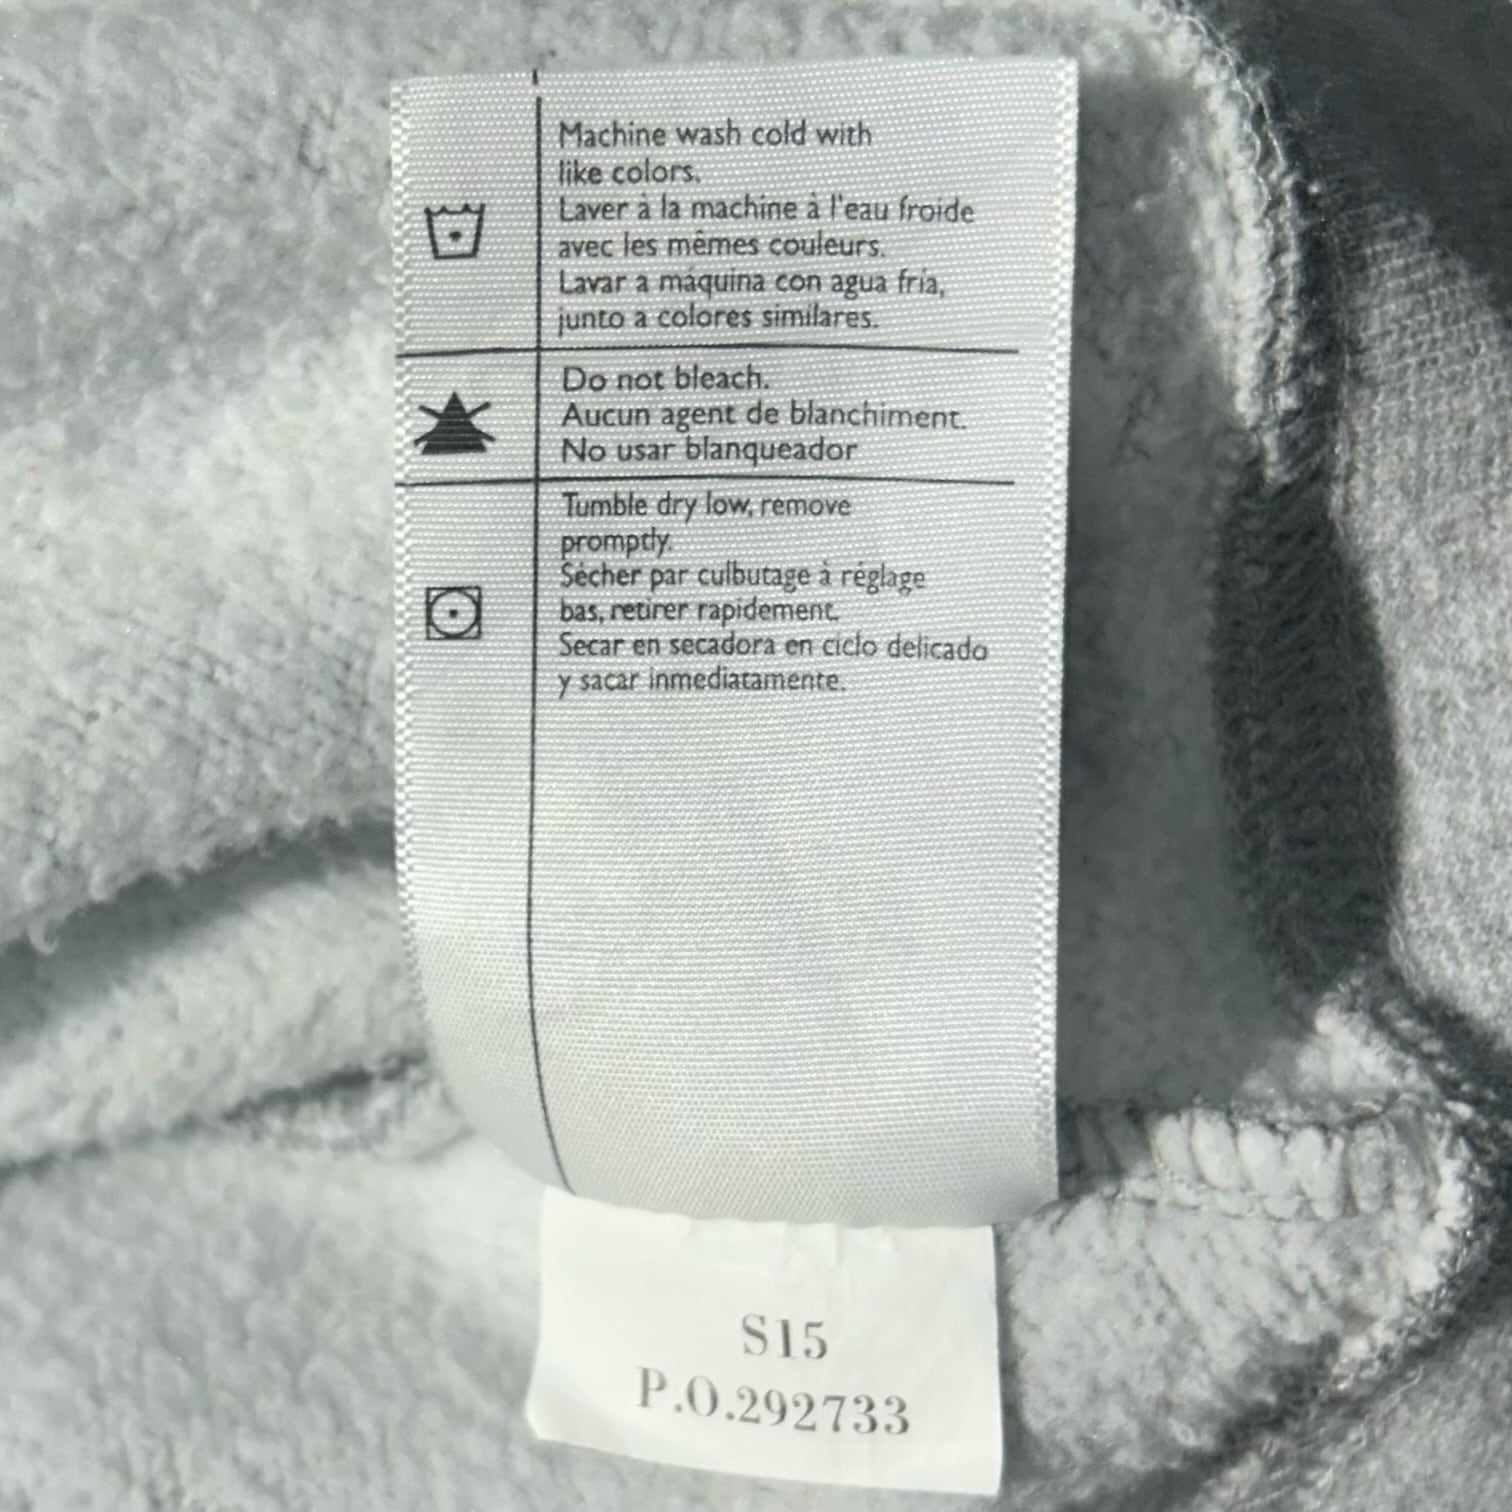 Machine wash cold with
like colors.
Laver à la machine à l'eau froide
avec les mêmes couleurs.
Lavar a máquina con agua fría,
junto a colores similares.
Do not bleach.
Aucun agent de blanchiment.
No usar blanqueador
Tumble dry low, remove
promptly.
Sécher par culbutage à réglage
bas, retirer rapidement.
Secar en secadora en ciclo delicado
y sacar inmediatamente.
S15
P.O.292733